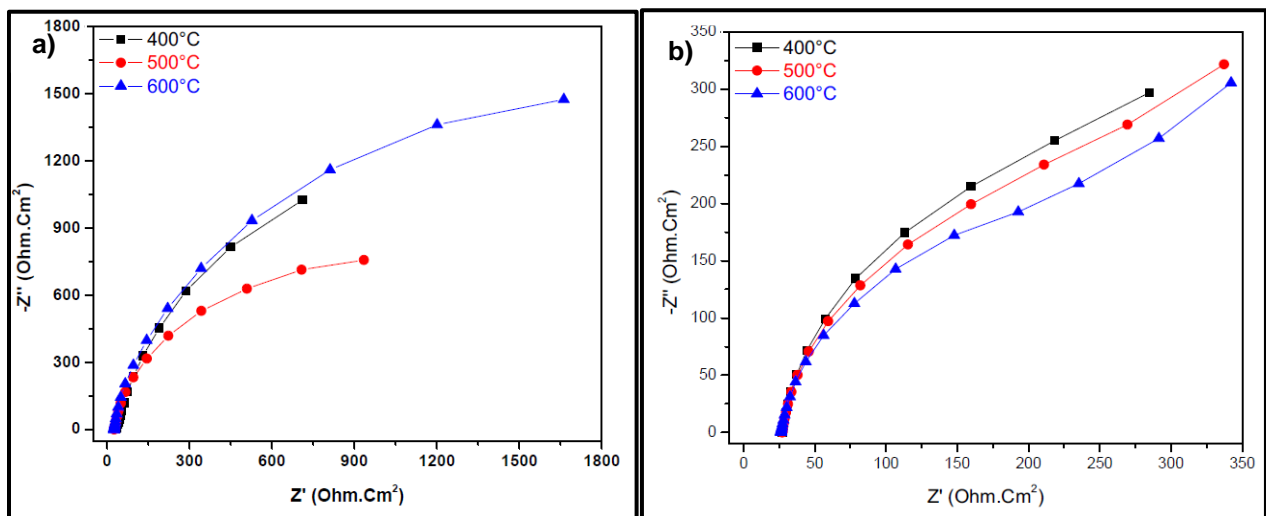 a)
400°C
500°C
600°C
1800
1500
1200
900
600
300
0
-Z'' (Ohm.Cm²)
0 300 600 900 1200 1500 1800
Z' (Ohm.Cm²)
b)
400°C
500°C
600°C
350
300
250
200
150
100
50
0
-Z'' (Ohm.Cm²)
0 50 100 150 200 250 300 350
Z' (Ohm.Cm²)